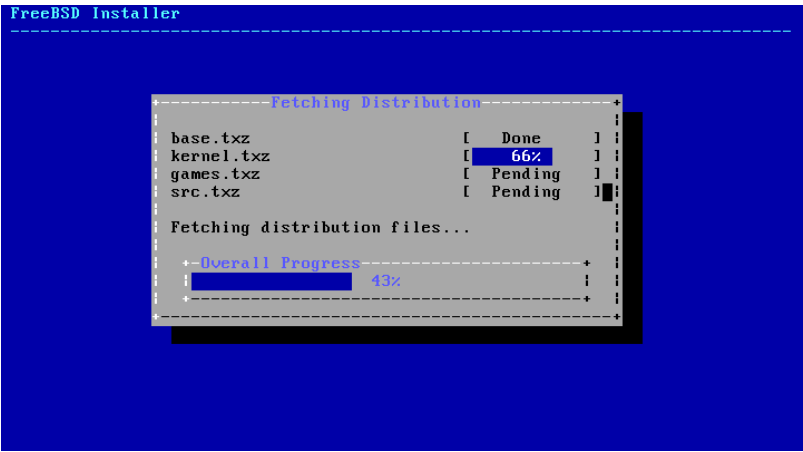 FreeBSD Installer
Fetching Distribution
base.txz [ Done ]
kernel.txz [ 66% ]
games.txz [ Pending ]
src.txz [ Pending ]
Fetching distribution files...
Overall Progress
43%